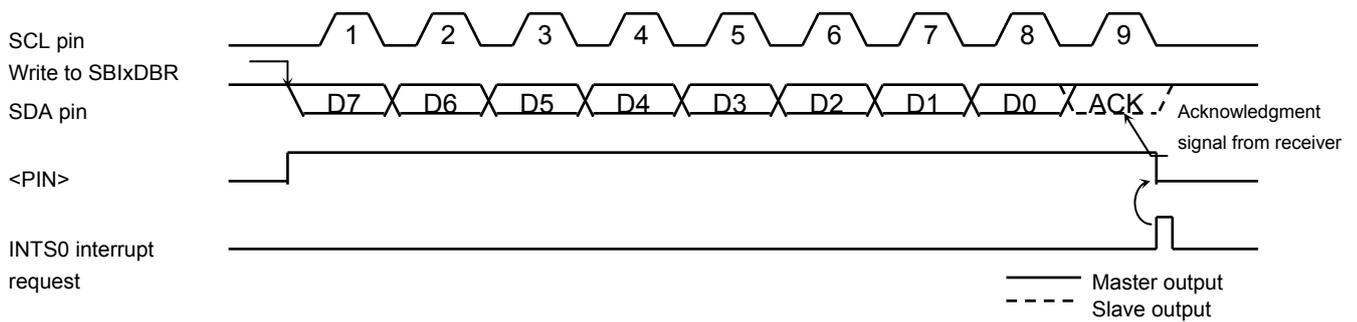 SCL pin
1 2 3 4 5 6 7 8 9
Write to SBIxDBR
SDA pin
D7 D6 D5 D4 D3 D2 D1 D0 ACK
Acknowledgment
signal from receiver
<PIN>
INTS0 interrupt
request
Master output
Slave output